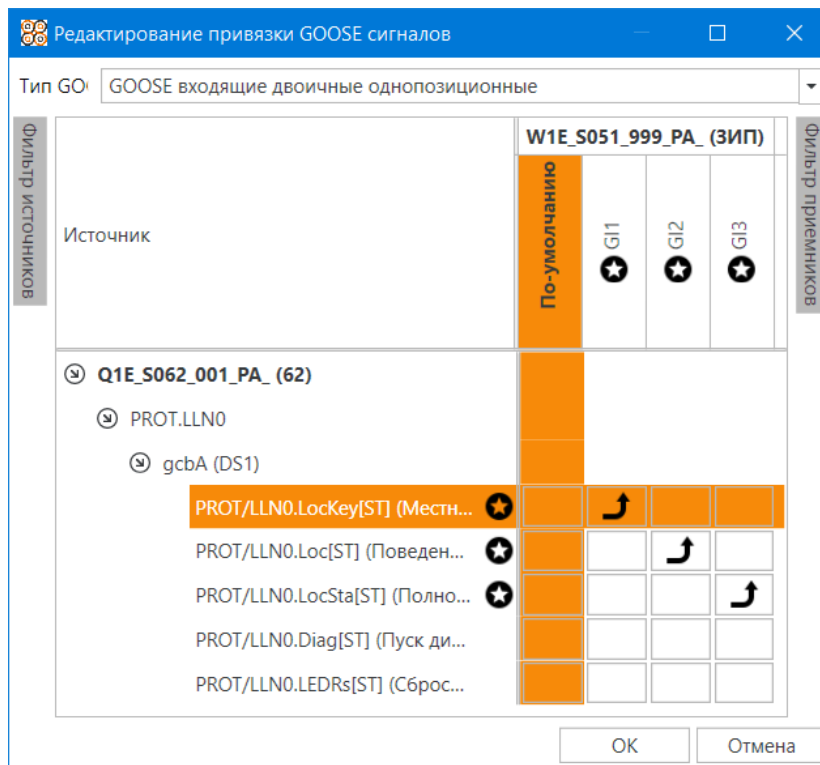 Редактирование привязки GOOSE сигналов
Тип GO
GOOSE входящие двоичные однопозиционные
Фильтр источников
Источник
W1E_S051_999_PA_ (ЗИП)
По-умолчанию
GI1
GI2
GI3
Фильтр приемников
Q1E_S062_001_PA_ (62)
PROT.LLN0
gcbA (DS1)
PROT/LLN0.LocKey[ST] (Местн...
PROT/LLN0.Loc[ST] (Поведен...
PROT/LLN0.LocSta[ST] (Полно...
PROT/LLN0.Diag[ST] (Пуск ди...
PROT/LLN0.LEDRs[ST] (Сброс...
ОК
Отмена